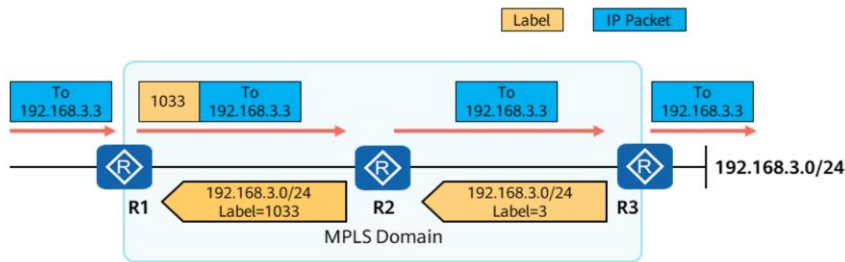 Label
IP Packet
To
192.168.3.3
1033
To
192.168.3.3
To
192.168.3.3
To
192.168.3.3
R
R
R
192.168.3.0/24
R1
192.168.3.0/24
Label=1033
R2
192.168.3.0/24
Label=3
R3
MPLS Domain